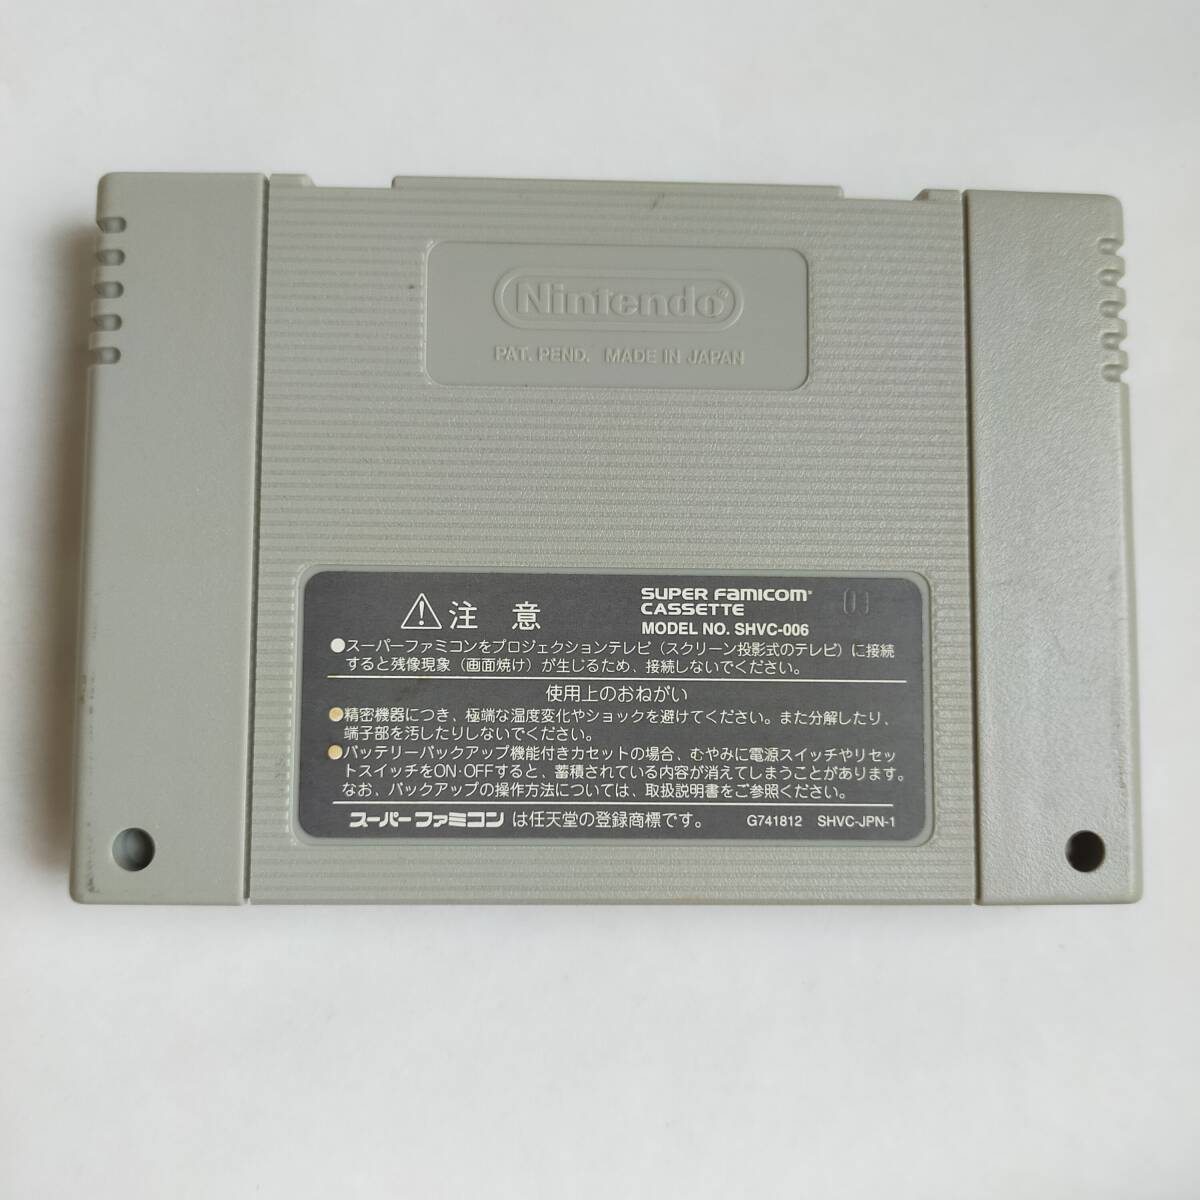 Nintendo®
PAT. PEND. MADE IN JAPAN
注意
SUPER FAMICOM®
CASSETTE
MODEL NO. SHVC-006
●スーパーファミコンをプロジェクションテレビ（スクリーン投影式のテレビ）に接続
すると残像現象（画面焼け）が生じるため、接続しないでください。
使用上のおねがい
●精密機器につき、極端な温度変化やショックを避けてください。また分解したり、
端子部を汚したりしないでください。
●バッテリーバックアップ機能付きカセットの場合、むやみに電源スイッチやリセッ
トスイッチをON・OFFすると、蓄積されている内容が消えてしまうことがあります。
なお、バックアップの操作方法については、取扱説明書をご参照ください。
スーパーファミコンは任天堂の登録商標です。 G741812 SHVC-JPN-1